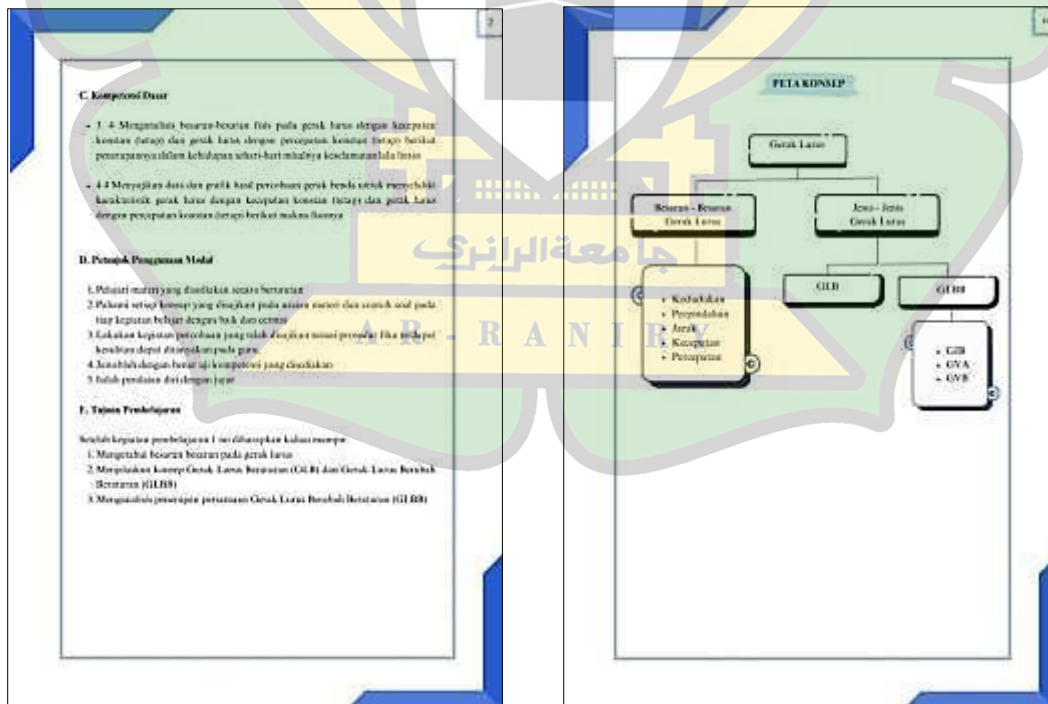 2
C. Kompetensi Dasar
3. 4 Menganalisis besaran-besaran fisis pada gerak lurus dengan kecepatan
konstan (tetap) dan gerak lurus dengan percepatan konstan (tetap) berikut
penerapannya dalam kehidupan sehari-hari misalnya keselamatan lalu lintas
4.4 Menyajikan data dan grafik hasil percobaan gerak benda untuk menyelidiki
karakteristik gerak lurus dengan kecepatan konstan (tetap) dan gerak lurus
dengan percepatan konstan (tetap) berikut makna fisisnya
D. Petunjuk Penggunaan Modul
1. Pelajari materi yang disediakan secara berurutan
2. Pahami setiap konsep yang disajikan pada uraian materi dan contoh soal pada
tiap kegiatan belajar dengan baik dan cermat
3. Lakukan kegiatan percobaan yang telah disajikan sesuai prosedur. Jika terdapat
kesulitan dapat ditanyakan pada guru
4. Jawablah dengan benar uji kompetensi yang disediakan
5. Isilah penilaian diri dengan jujur
E. Tujuan Pembelajaran
Setelah kegiatan pembelajaran 1 ini diharapkan kalian mampu
1. Mengetahui besaran besaran pada gerak lurus
2. Menjelaskan konsep Gerak Lurus Beraturan (GLB) dan Gerak Lurus Berubah
Beraturan (GLBB)
3. Menganalisis penerapan persamaan Gerak Lurus Berubah Beraturan (GLBB)
PETA KONSEP
Gerak Lurus
Besaran - Besaran
Gerak Lurus
Jenis - Jenis
Gerak Lurus
Kedudukan
Perpindahan
Jarak
Kecepatan
Percepatan
GLB
GLBB
GJB
GVA
GVB
جامعة الرانري
AR-RANIRY